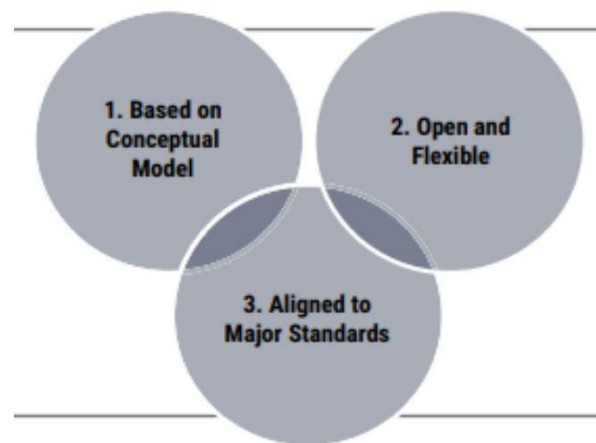 1. Based on
Conceptual
Model
2. Open and
Flexible
3. Aligned to
Major Standards